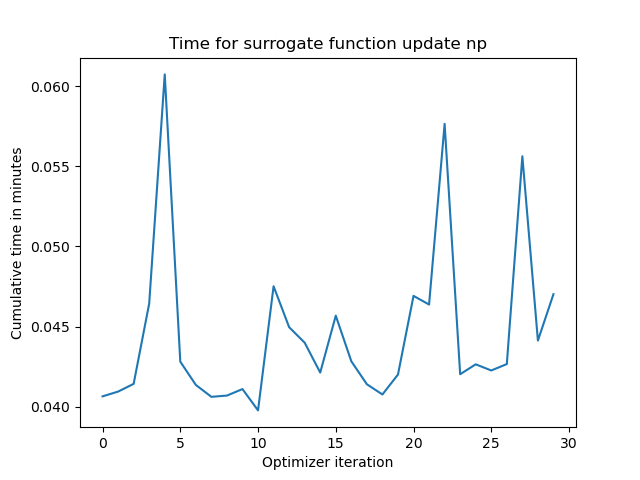 Time for surrogate function update np
Cumulative time in minutes
0.060
0.055
0.050
0.045
0.040
0 5 10 15 20 25 30
Optimizer iteration